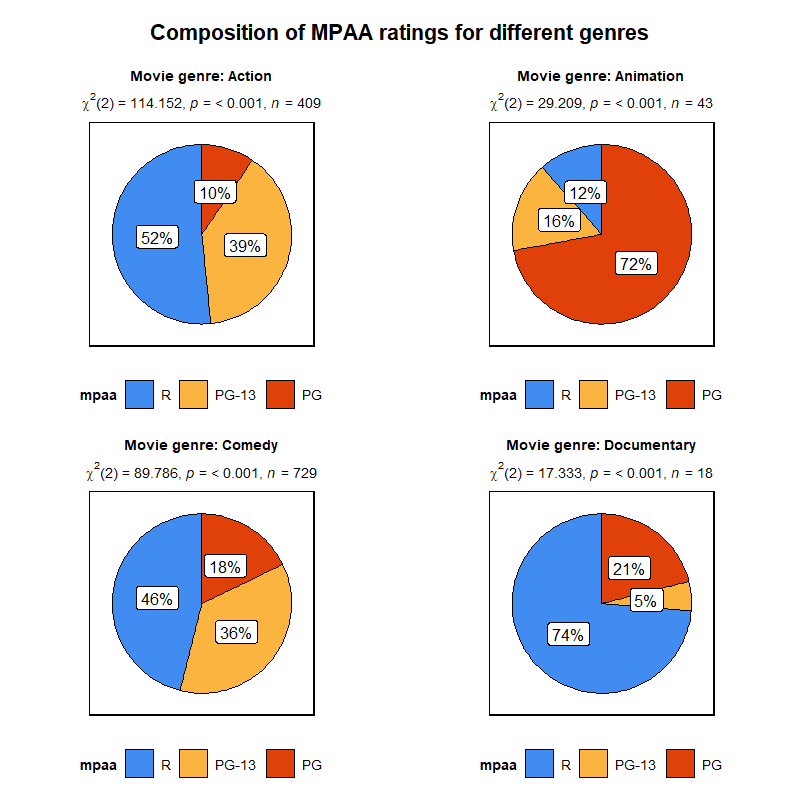 Composition of MPAA ratings for different genres
Movie genre: Action
χ²(2) = 114.152, p = < 0.001, n = 409
10%
52%
39%
mpaa R PG-13 PG
Movie genre: Animation
χ²(2) = 29.209, p = < 0.001, n = 43
12%
16%
72%
mpaa R PG-13 PG
Movie genre: Comedy
χ²(2) = 89.786, p = < 0.001, n = 729
18%
46%
36%
mpaa R PG-13 PG
Movie genre: Documentary
χ²(2) = 17.333, p = < 0.001, n = 18
21%
5%
74%
mpaa R PG-13 PG